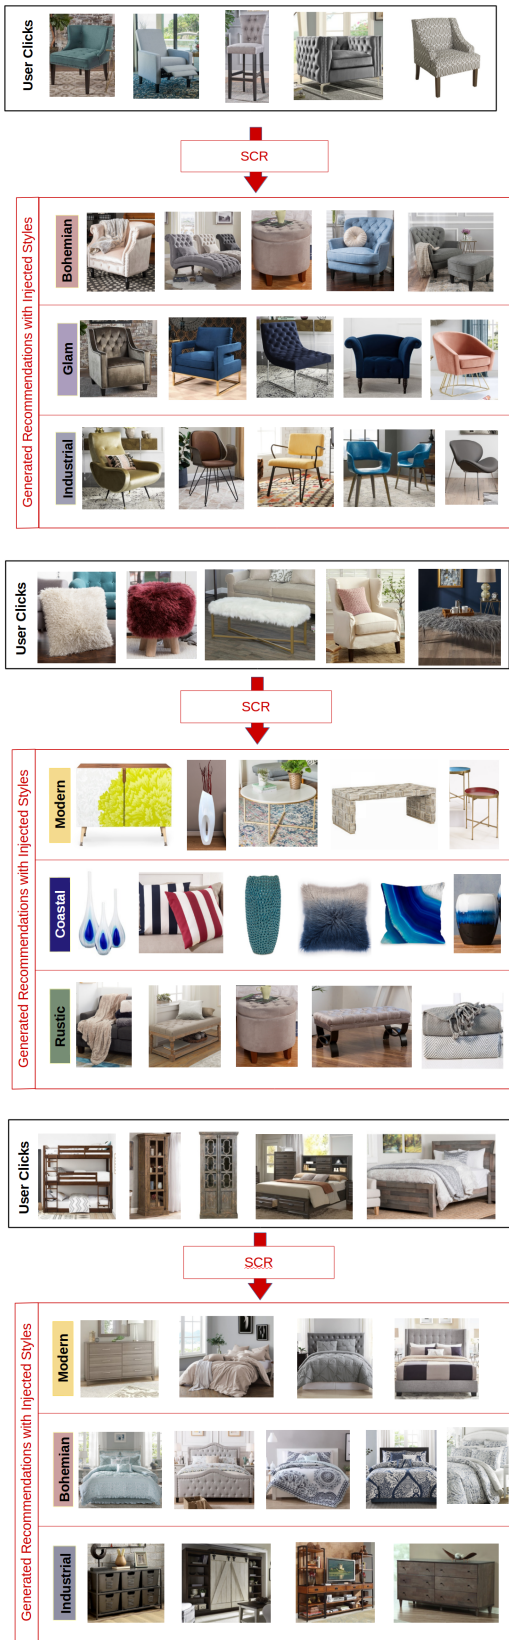 User Clicks
SCR
Generated Recommendations with Injected Styles
Bohemian
Glam
Industrial
User Clicks
SCR
Generated Recommendations with Injected Styles
Modern
Coastal
Rustic
User Clicks
SCR
Generated Recommendations with Injected Styles
Modern
Bohemian
Industrial